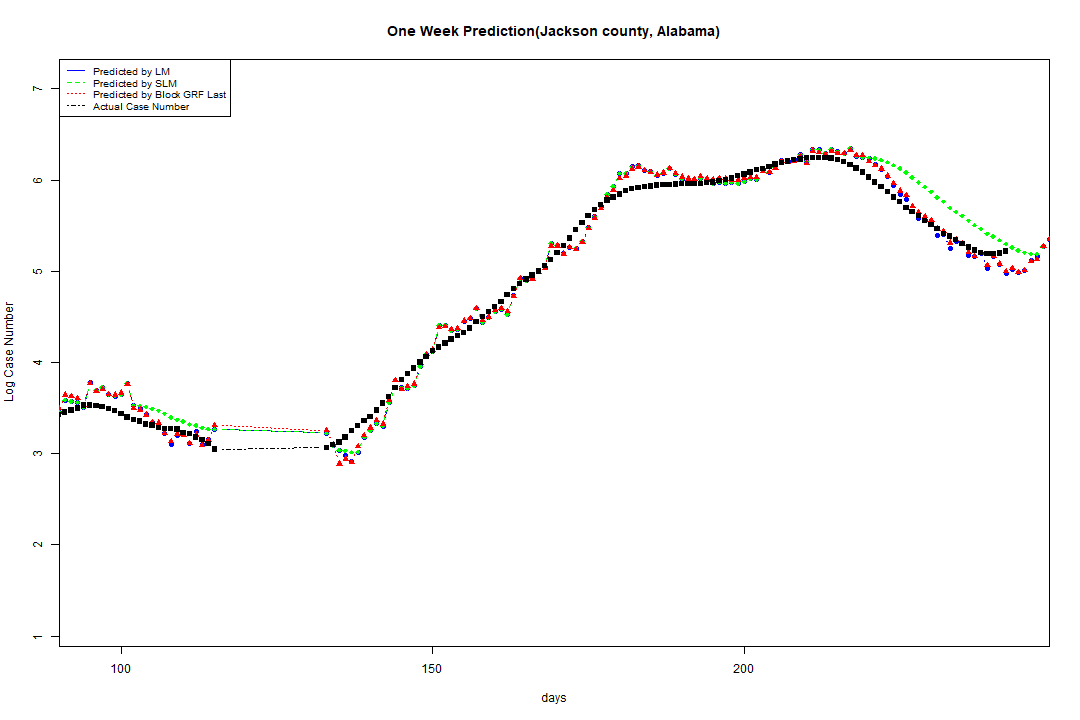 One Week Prediction(Jackson county, Alabama)
Predicted by LM
Predicted by SLM
Predicted by Block GRF Last
Actual Case Number
7
6
5
4
3
2
1
Log Case Number
100 150 200
days